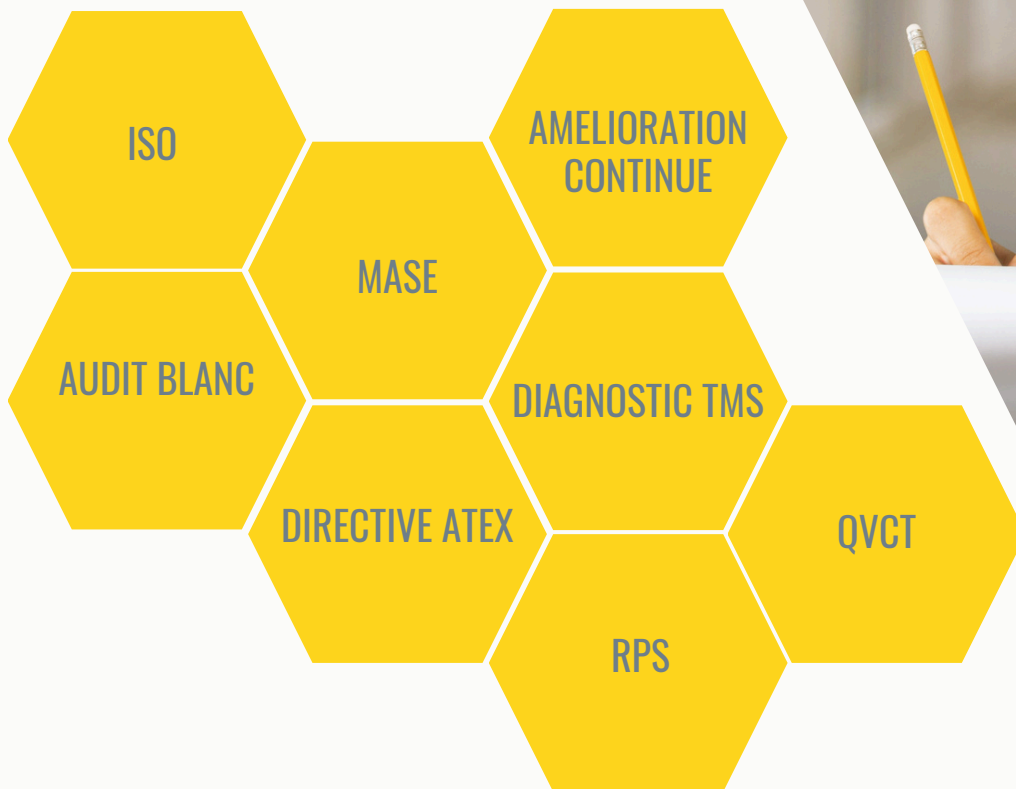 ISO
AMELIORATION
CONTINUE
MASE
AUDIT BLANC
DIAGNOSTIC TMS
DIRECTIVE ATEX
QVCT
RPS